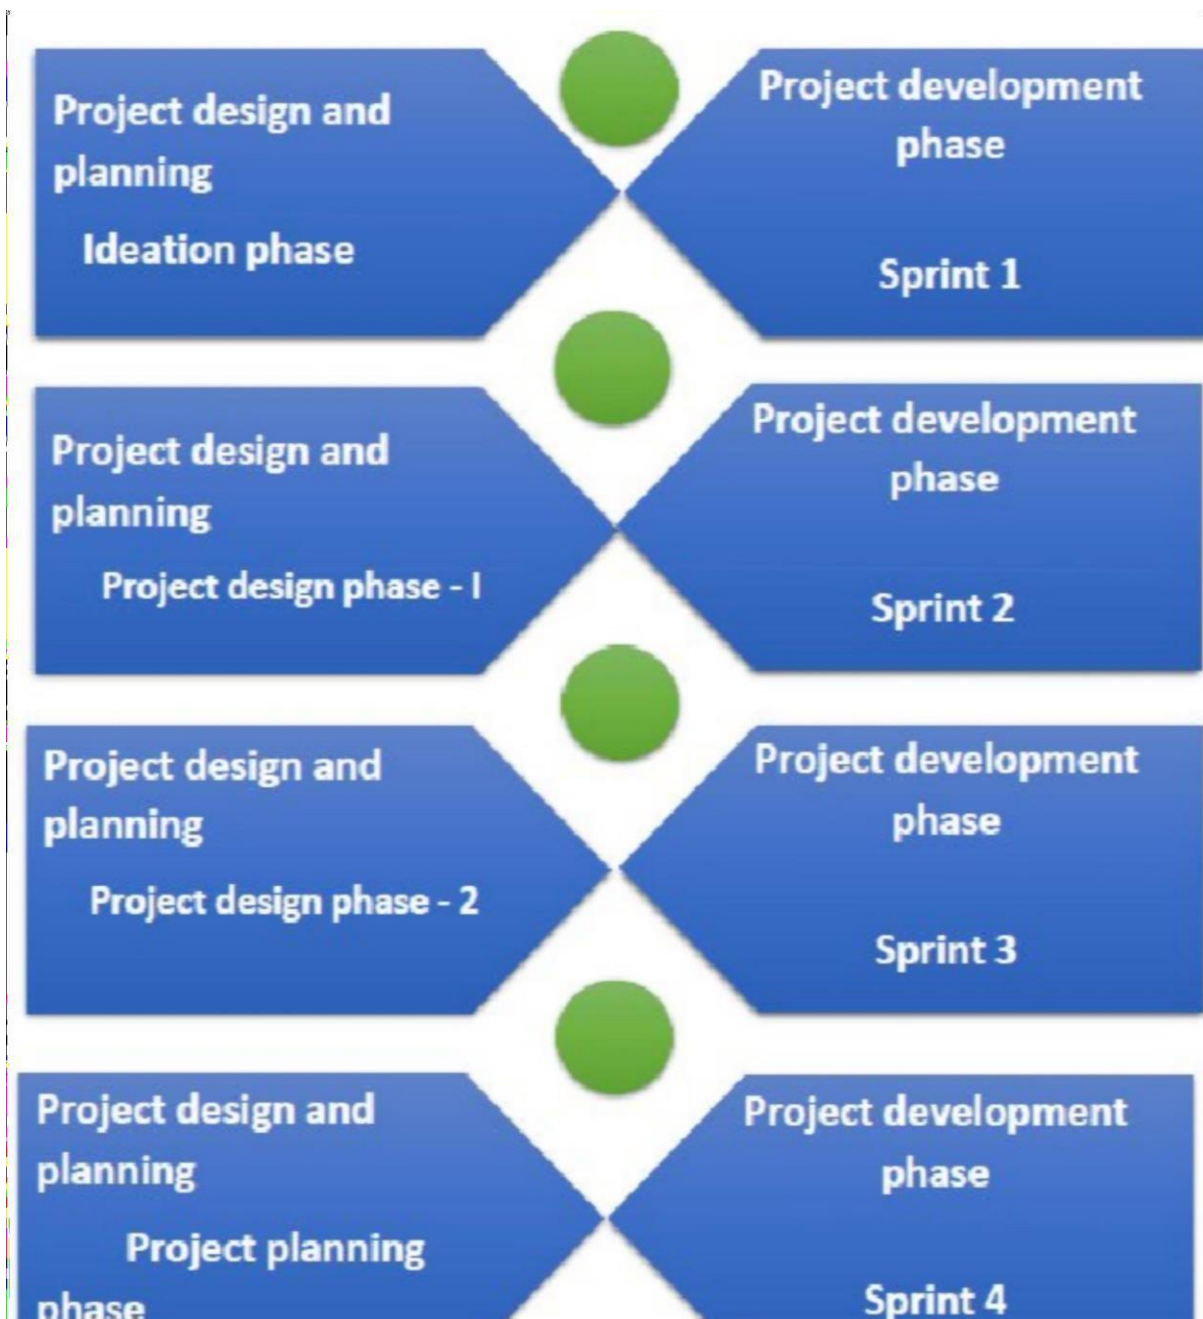 Project design and
planning
Ideation phase
Project development
phase
Sprint 1
Project design and
planning
Project design phase - I
Project development
phase
Sprint 2
Project design and
planning
Project design phase - 2
Project development
phase
Sprint 3
Project design and
planning
Project planning
phase
Project development
phase
Sprint 4